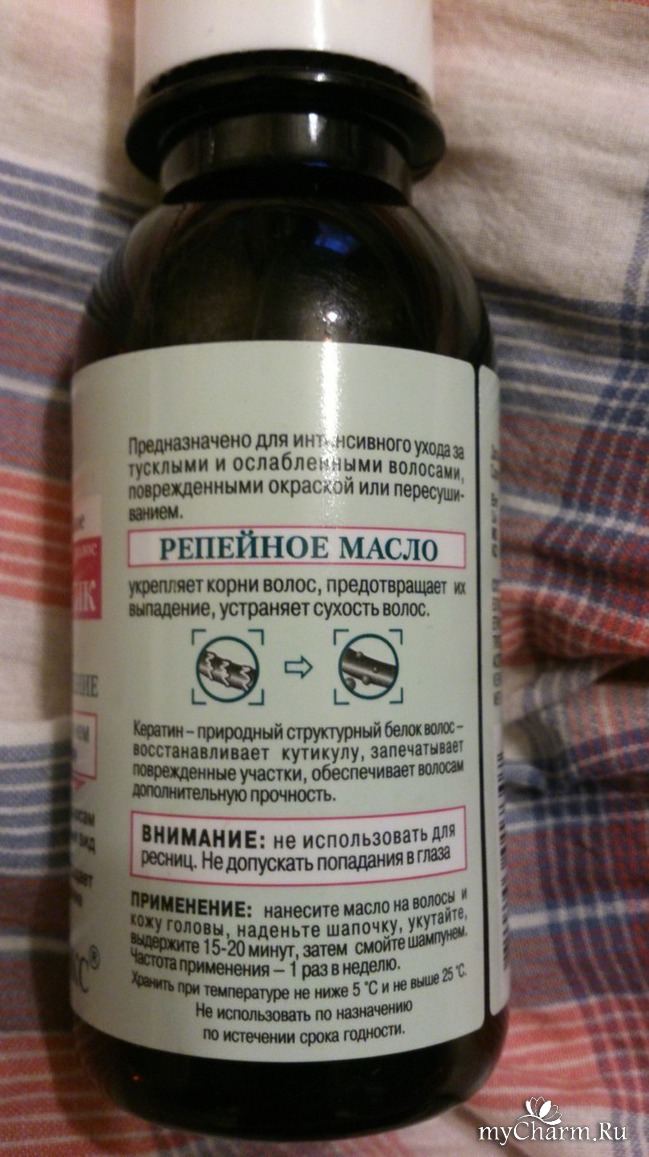 Предназначено для интенсивного ухода за
тусклыми и ослабленными волосами,
поврежденными окраской или пересуши-
ванием.
РЕПЕЙНОЕ МАСЛО
укрепляет корни волос, предотвращает их
выпадение, устраняет сухость волос.
Кератин – природный структурный белок волос –
восстанавливает кутикулу, запечатывает
поврежденные участки, обеспечивает волосам
дополнительную прочность.
ВНИМАНИЕ: не использовать для
ресниц. Не допускать попадания в глаза
ПРИМЕНЕНИЕ: нанесите масло на волосы и
кожу головы, наденьте шапочку, укутайте,
выдержите 15-20 минут, затем смойте шампунем.
Частота применения – 1 раз в неделю.
Хранить при температуре не ниже 5 °C и не выше 25 °C.
Не использовать по назначению
по истечении срока годности.
myCharm.Ru